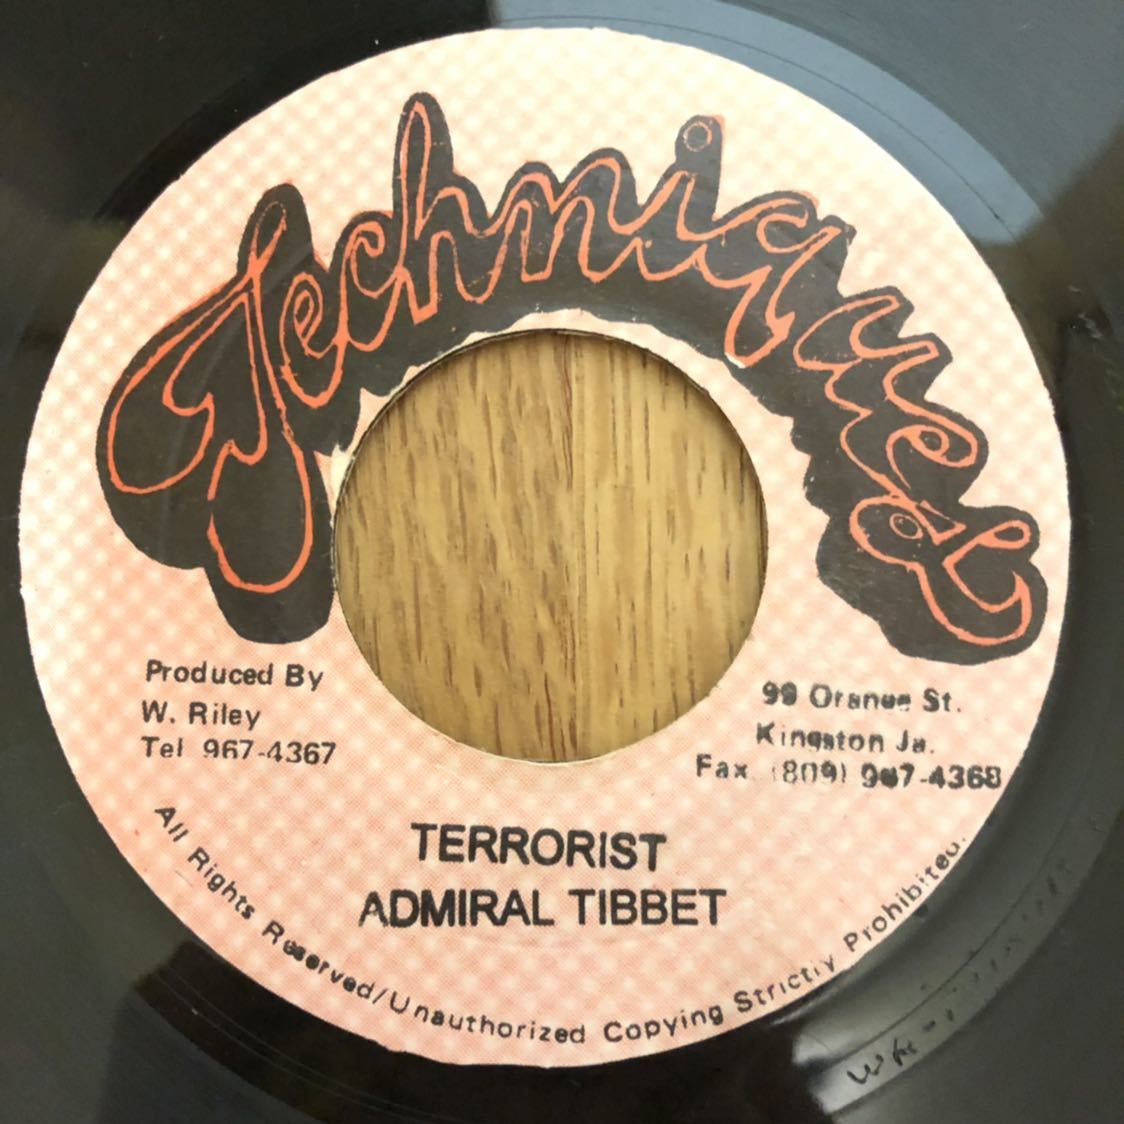 Techniques
Produced By
W. Riley
Tel 967-4367
99 Orange St.
Kingston Ja.
Fax (809) 967-4368
TERRORIST
ADMIRAL TIBBET
All Rights Reserved/Unauthorized Copying Strictly Prohibited.